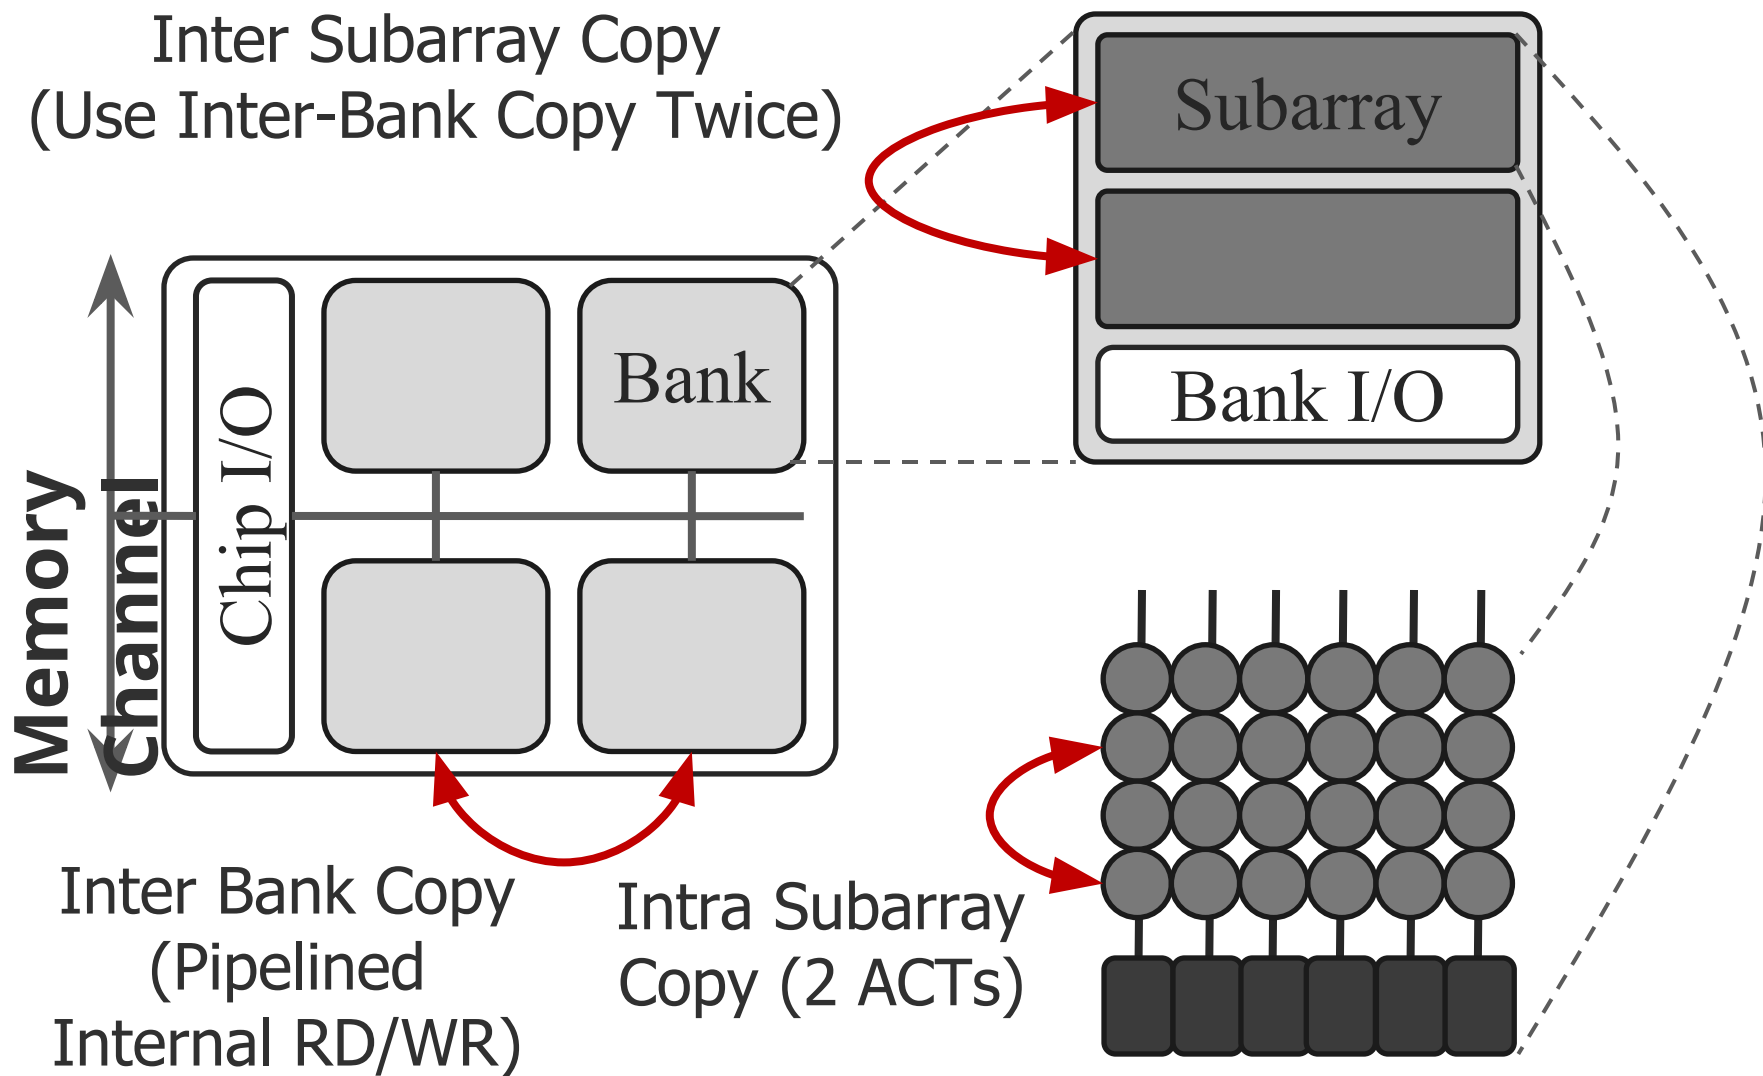 Inter Subarray Copy
(Use Inter-Bank Copy Twice)
Subarray
Bank I/O
Bank
Chip I/O
Memory
Channel
Inter Bank Copy
(Pipelined
Internal RD/WR)
Intra Subarray
Copy (2 ACTs)